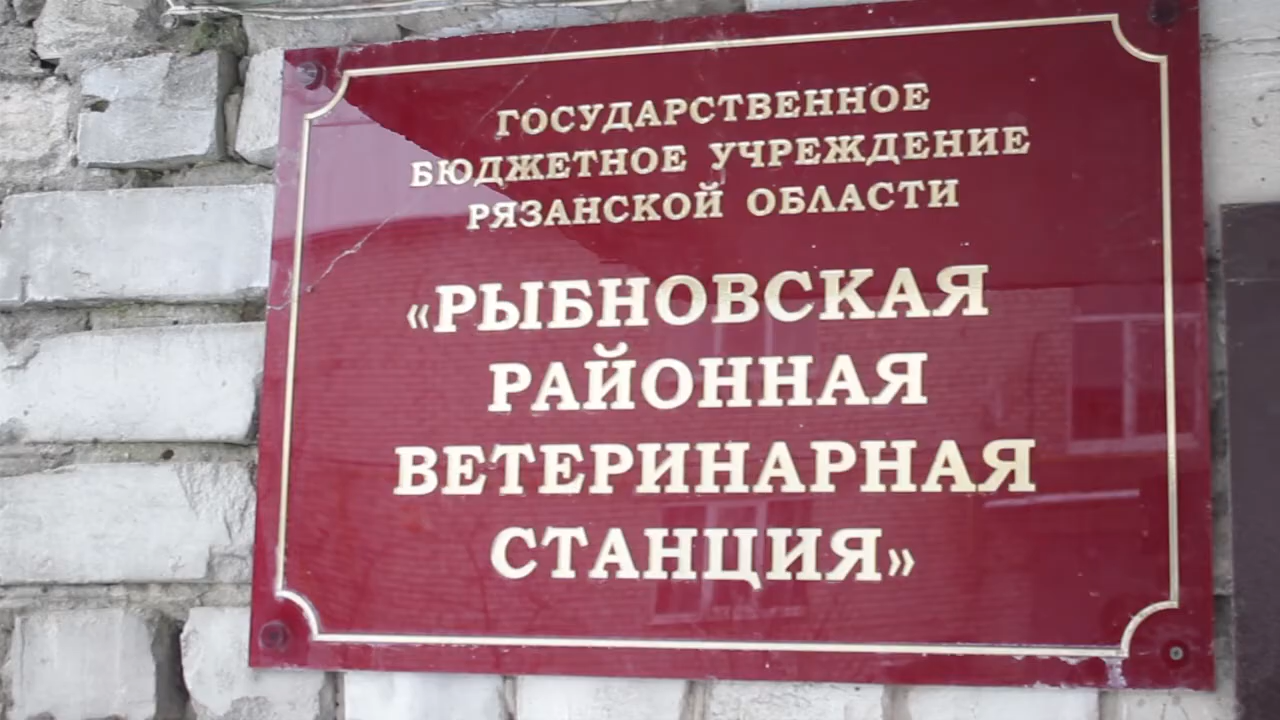 ГОСУДАРСТВЕННОЕ
БЮДЖЕТНОЕ УЧРЕЖДЕНИЕ
РЯЗАНСКОЙ ОБЛАСТИ
«РЫБНОВСКАЯ
РАЙОННАЯ
ВЕТЕРИНАРНАЯ
СТАНЦИЯ»